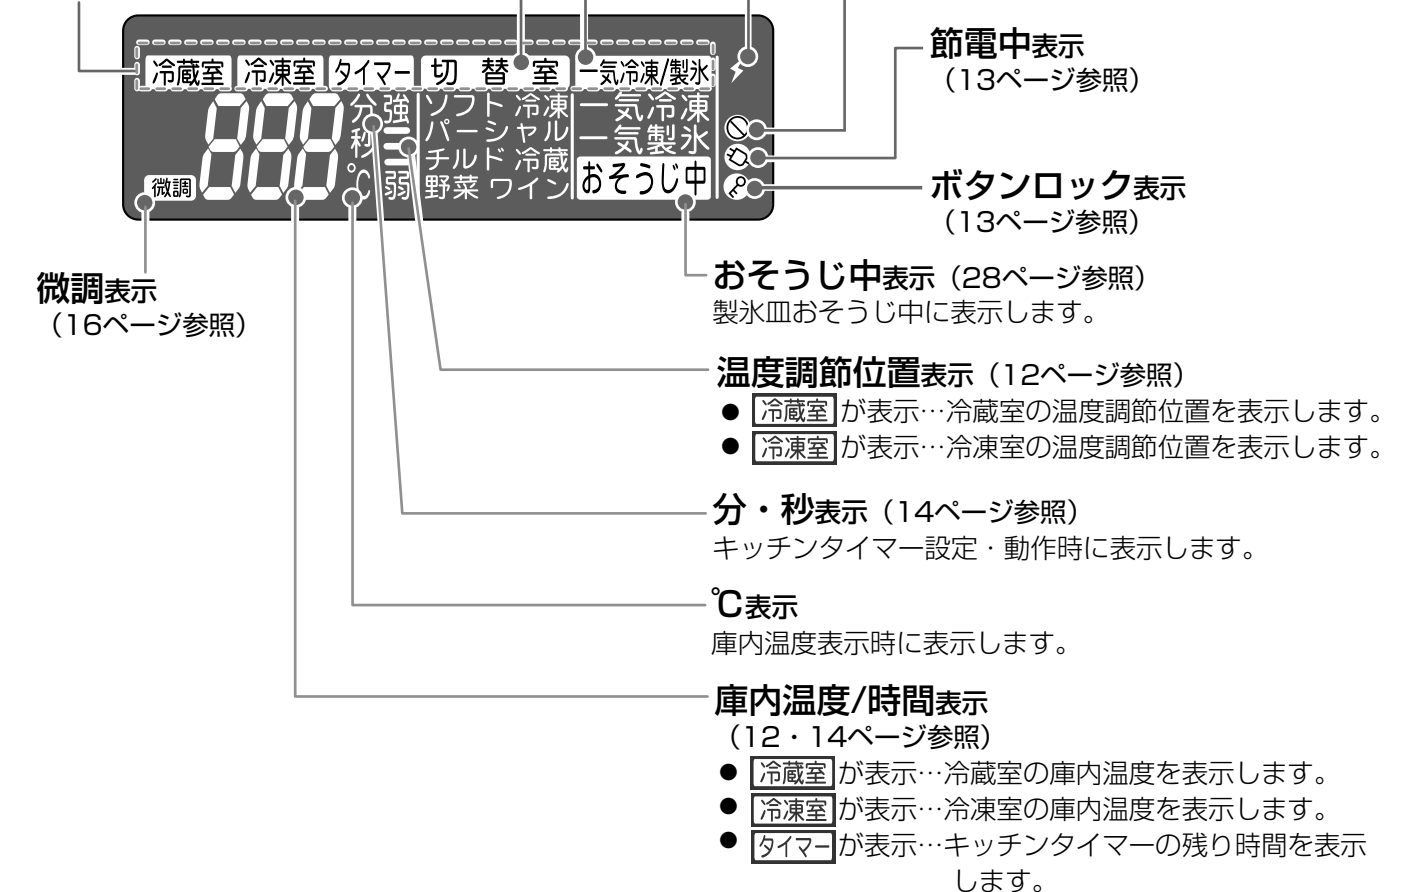 冷蔵室 冷凍室 タイマー 切替室 一気冷凍/製氷
888 分 強 ソフト 冷凍 一気冷凍
秒 パーシャル 一気製氷
℃ チルド 冷蔵 おそうじ中
微調 弱 野菜 ワイン
節電中表示
（13ページ参照）
ボタンロック表示
（13ページ参照）
微調表示
（16ページ参照）
おそうじ中表示（28ページ参照）
製氷皿おそうじ中に表示します。
温度調節位置表示（12ページ参照）
● 冷蔵室が表示…冷蔵室の温度調節位置を表示します。
● 冷凍室が表示…冷凍室の温度調節位置を表示します。
分・秒表示（14ページ参照）
キッチンタイマー設定・動作時に表示します。
℃表示
庫内温度表示時に表示します。
庫内温度/時間表示
（12・14ページ参照）
● 冷蔵室が表示…冷蔵室の庫内温度を表示します。
● 冷凍室が表示…冷凍室の庫内温度を表示します。
● タイマーが表示…キッチンタイマーの残り時間を表示
します。